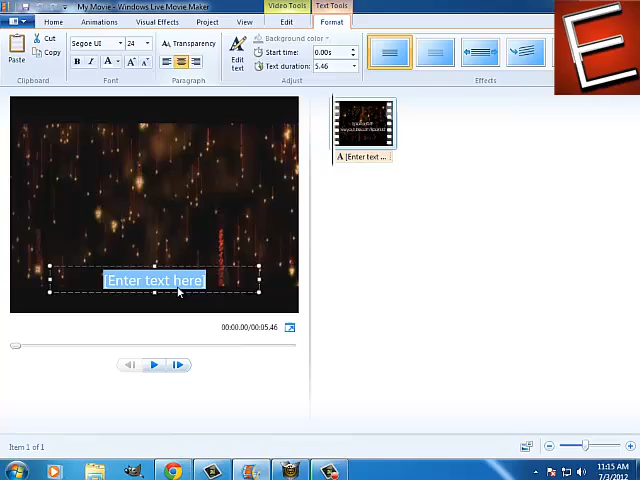 My Movie - Windows Live Movie Maker
Video Tools
Text Tools
Home
Animations
Visual Effects
Project
View
Edit
Format
Paste
Cut
Copy
Clipboard
Segoe UI
24
B I A
Font
Transparency
Paragraph
Edit text
Background color
Start time: 0.00s
Text duration: 5.46
Adjust
Effects
E
A [Enter text ...
[Enter text here]
00:00.00/00:05.46
Item 1 of 1
11:15 AM
7/3/2012